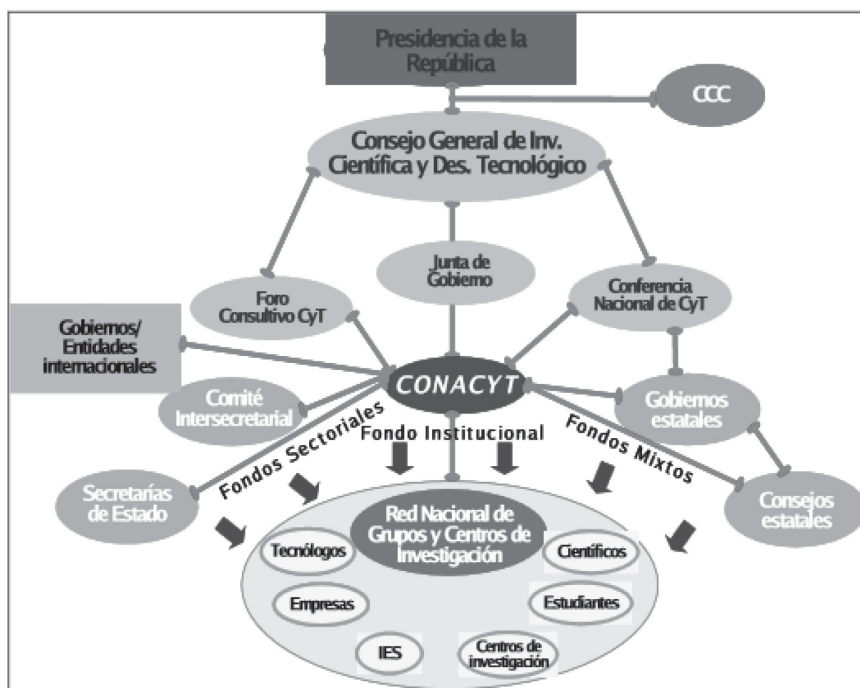 Presidencia de la
República
CCC
Consejo General de Inv.
Científica y Des. Tecnológico
Junta de
Gobierno
Foro
Consultivo CyT
Conferencia
Nacional de CyT
Gobiernos/
Entidades
internacionales
CONACYT
Comité
Intersecretarial
Gobiernos
estatales
Fondos Sectoriales
Fondo Institucional
Fondos Mixtos
Secretarías
de Estado
Consejos
estatales
Red Nacional de
Grupos y Centros de
Investigación
Tecnólogos
Científicos
Empresas
Estudiantes
IES
Centros de
investigación